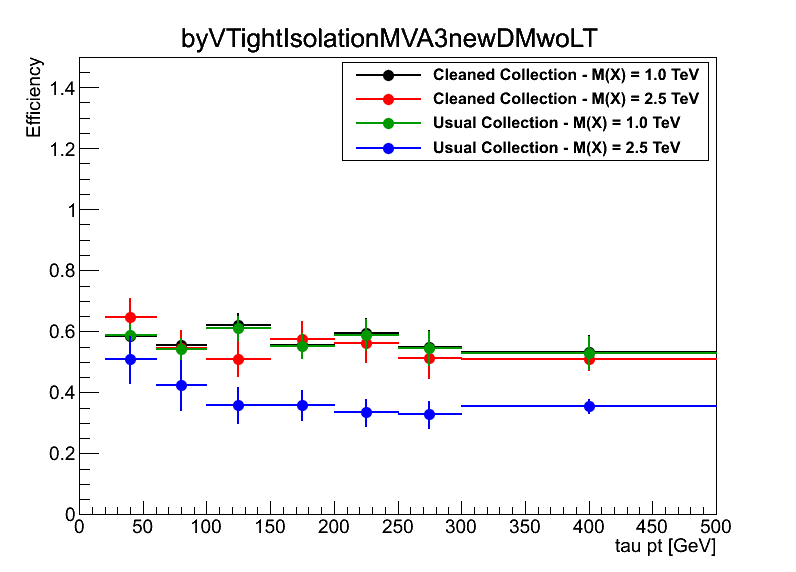 byVTightIsolationMVA3newDMwoLT
Efficiency
Cleaned Collection - M(X) = 1.0 TeV
Cleaned Collection - M(X) = 2.5 TeV
Usual Collection - M(X) = 1.0 TeV
Usual Collection - M(X) = 2.5 TeV
1.4
1.2
1
0.8
0.6
0.4
0.2
0
0 50 100 150 200 250 300 350 400 450 500
tau pt [GeV]